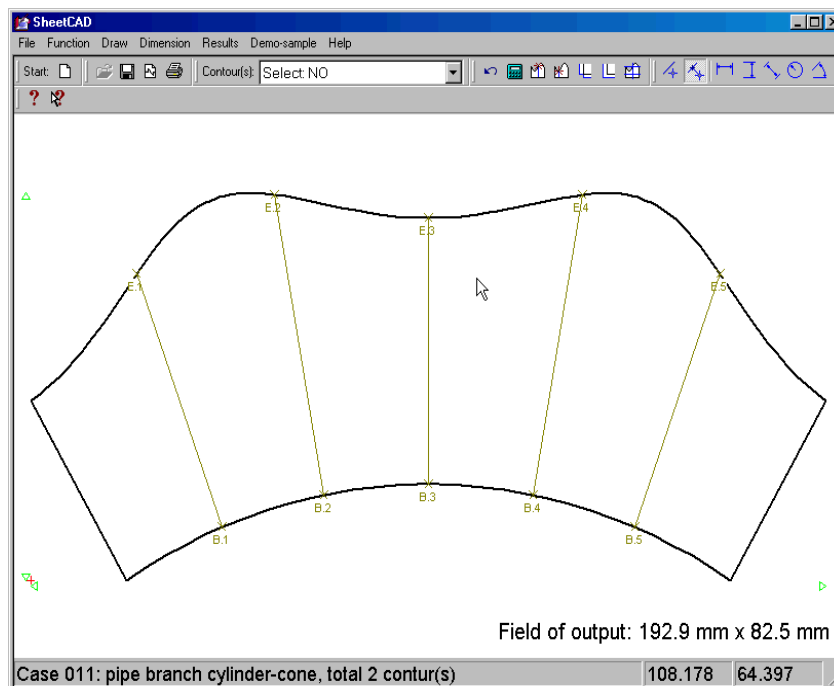 SheetCAD
File Function Draw Dimension Results Demo-sample Help
Start: Contour(s): Select: NO
E.2 E.4
E.3
E.1 E.5
B.3
B.2 B.4
B.1 B.5
Field of output: 192.9 mm x 82.5 mm
Case 011: pipe branch cylinder-cone, total 2 contur(s) 108.178 64.397